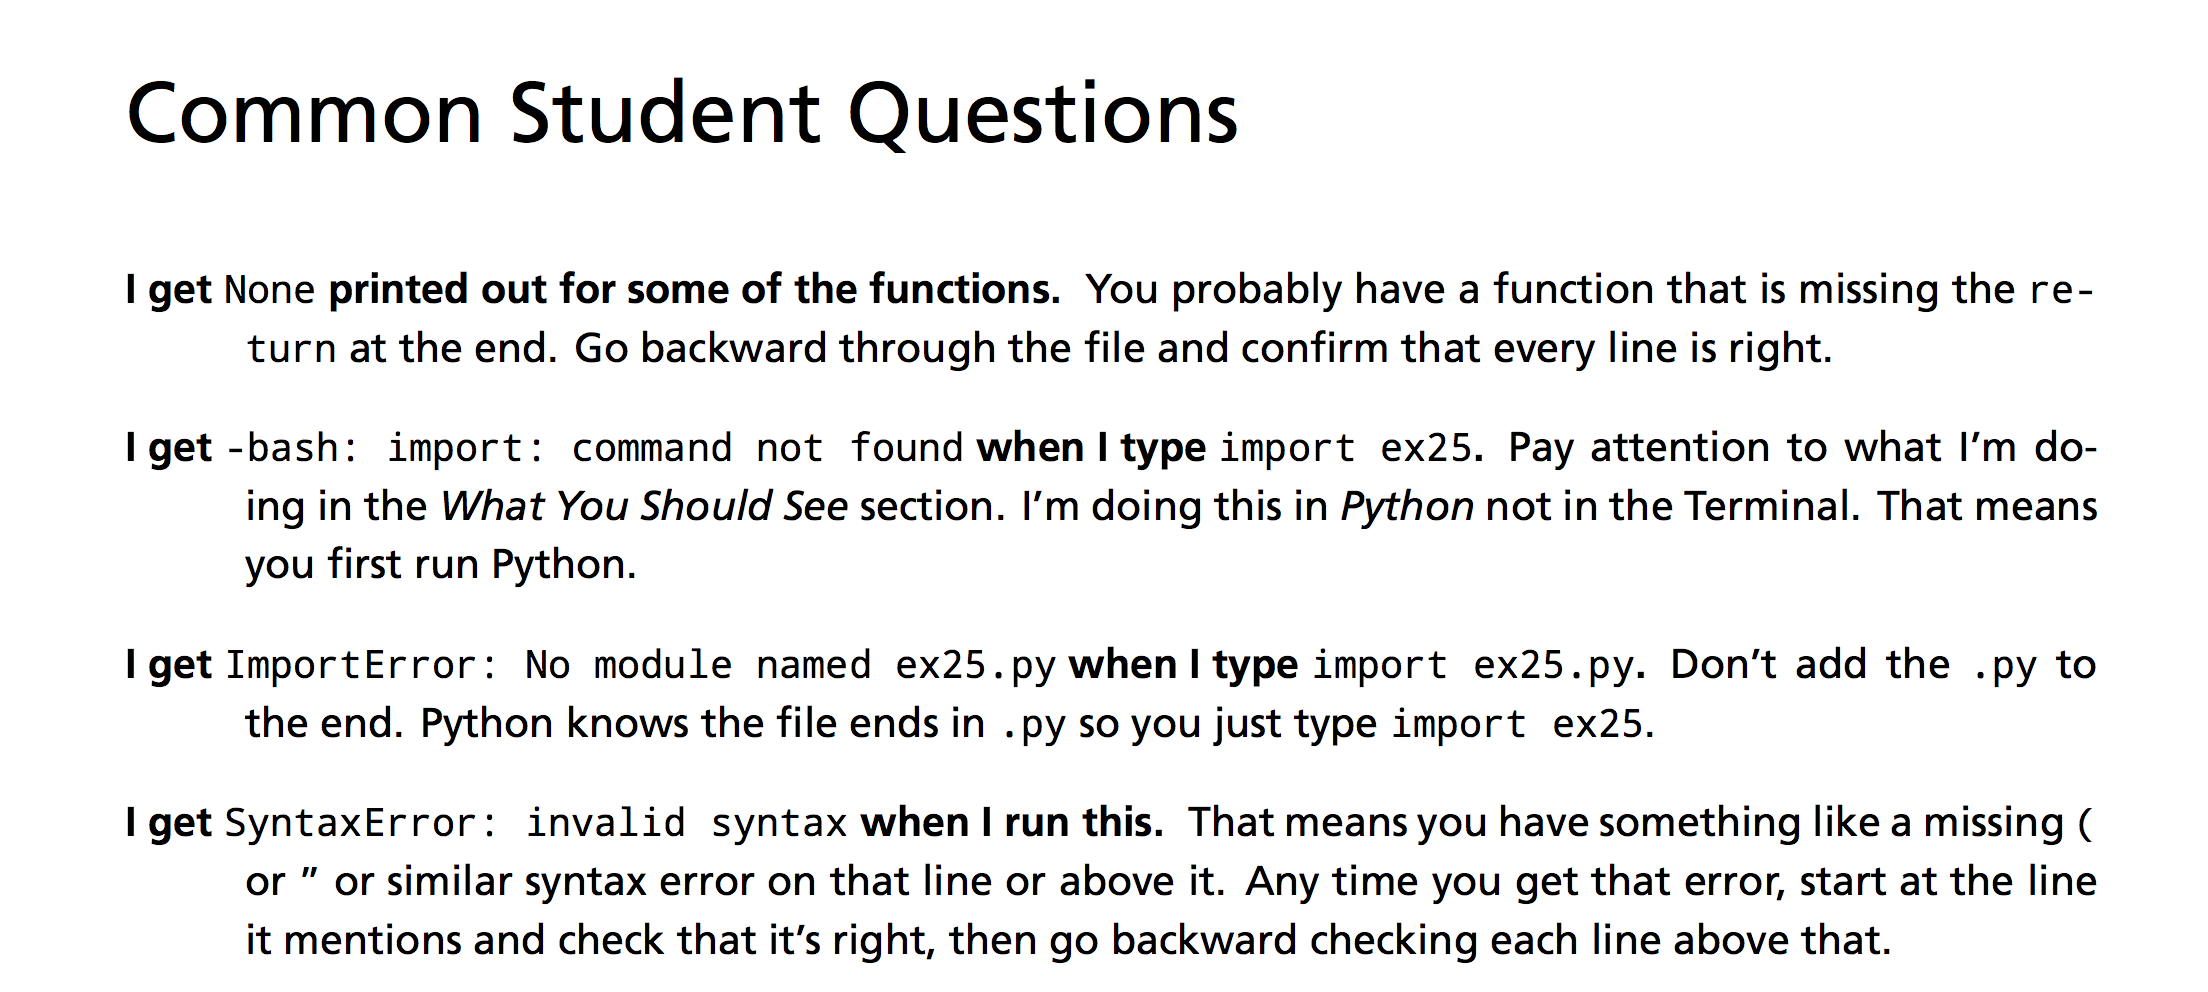 Common Student Questions
I get None printed out for some of the functions. You probably have a function that is missing the re-
turn at the end. Go backward through the file and confirm that every line is right.
I get -bash: import: command not found when I type import ex25. Pay attention to what I’m do-
ing in the What You Should See section. I’m doing this in Python not in the Terminal. That means
you first run Python.
I get ImportError: No module named ex25.py when I type import ex25.py. Don’t add the .py to
the end. Python knows the file ends in .py so you just type import ex25.
I get SyntaxError: invalid syntax when I run this. That means you have something like a missing (
or ” or similar syntax error on that line or above it. Any time you get that error, start at the line
it mentions and check that it’s right, then go backward checking each line above that.